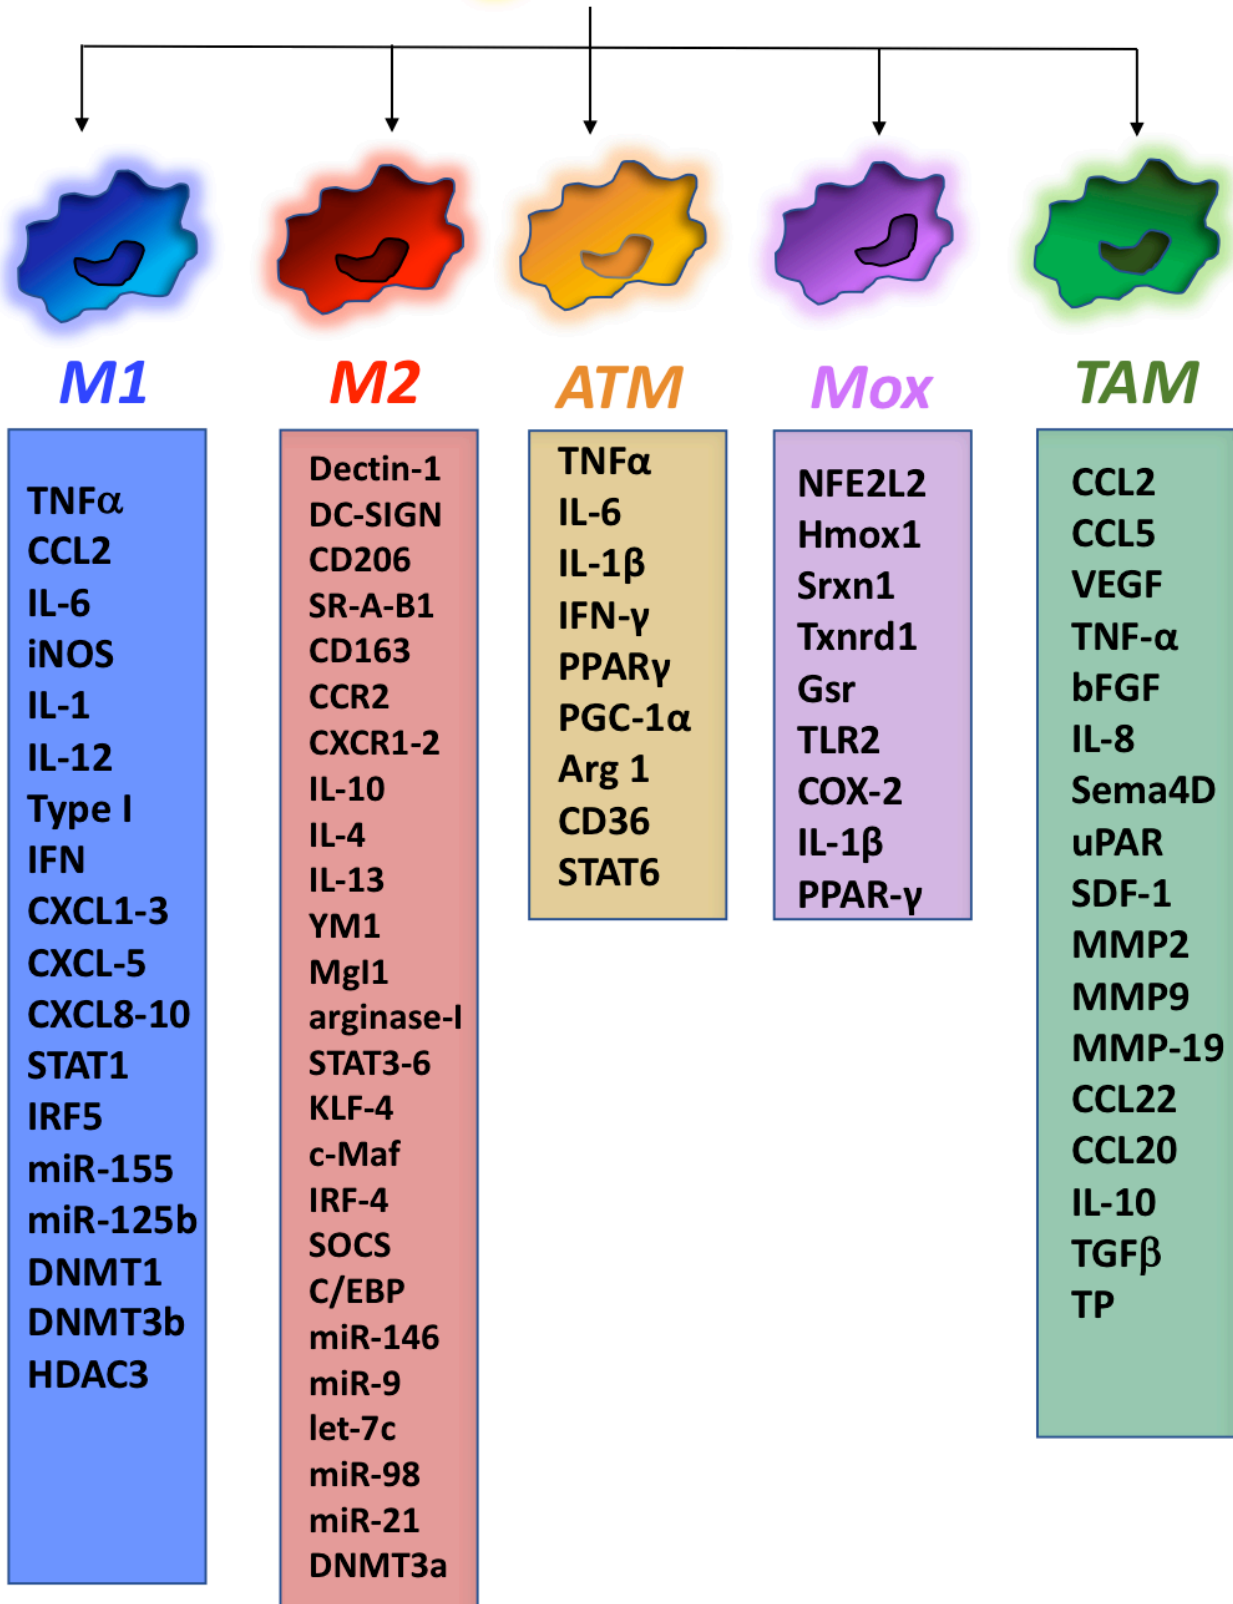 M1
TNFα
CCL2
IL-6
iNOS
IL-1
IL-12
Type I
IFN
CXCL1-3
CXCL-5
CXCL8-10
STAT1
IRF5
miR-155
miR-125b
DNMT1
DNMT3b
HDAC3
M2
Dectin-1
DC-SIGN
CD206
SR-A-B1
CD163
CCR2
CXCR1-2
IL-10
IL-4
IL-13
YM1
Mgl1
arginase-I
STAT3-6
KLF-4
c-Maf
IRF-4
SOCS
C/EBP
miR-146
miR-9
let-7c
miR-98
miR-21
DNMT3a
ATM
TNFα
IL-6
IL-1β
IFN-γ
PPARγ
PGC-1α
Arg 1
CD36
STAT6
Mox
NFE2L2
Hmox1
Srxn1
Txnrd1
Gsr
TLR2
COX-2
IL-1β
PPAR-γ
TAM
CCL2
CCL5
VEGF
TNF-α
bFGF
IL-8
Sema4D
uPAR
SDF-1
MMP2
MMP9
MMP-19
CCL22
CCL20
IL-10
TGFβ
TP